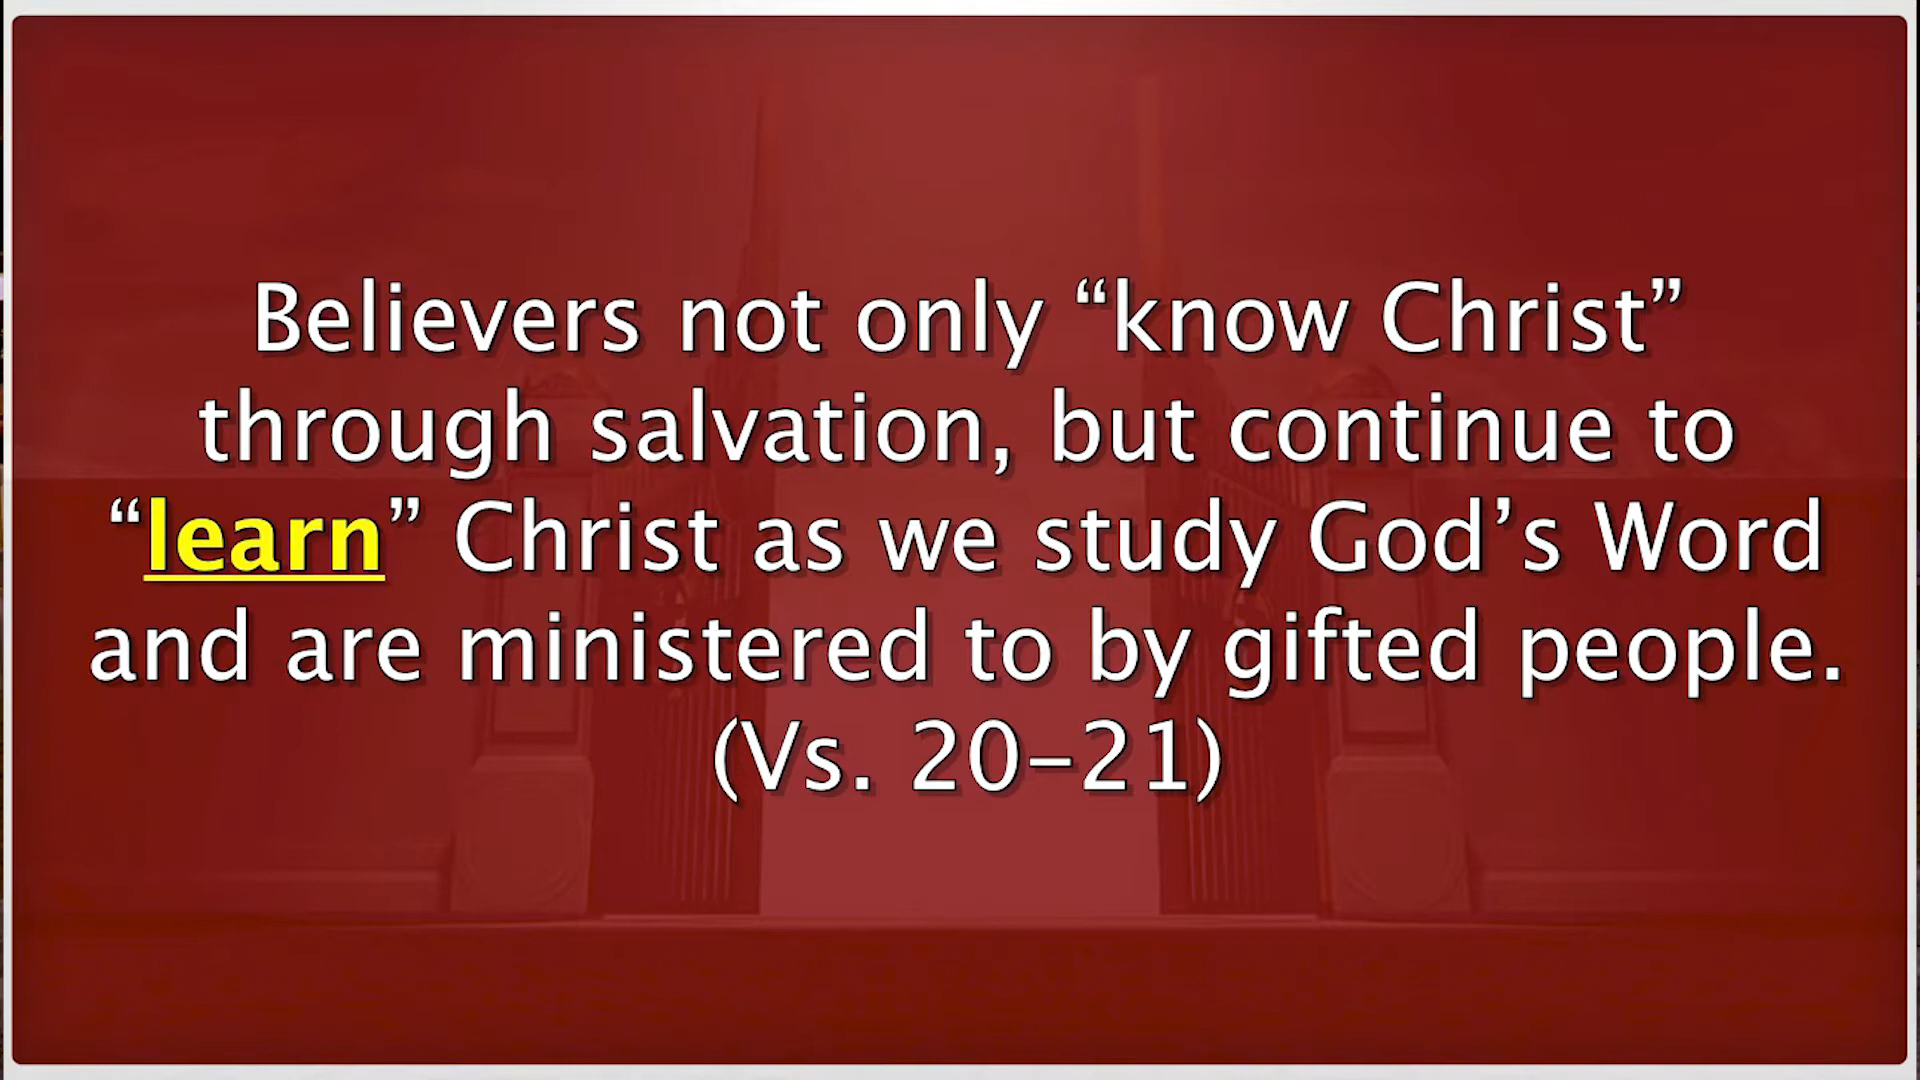 Believers not only “know Christ”
through salvation, but continue to
“learn” Christ as we study God’s Word
and are ministered to by gifted people.
(Vs. 20-21)